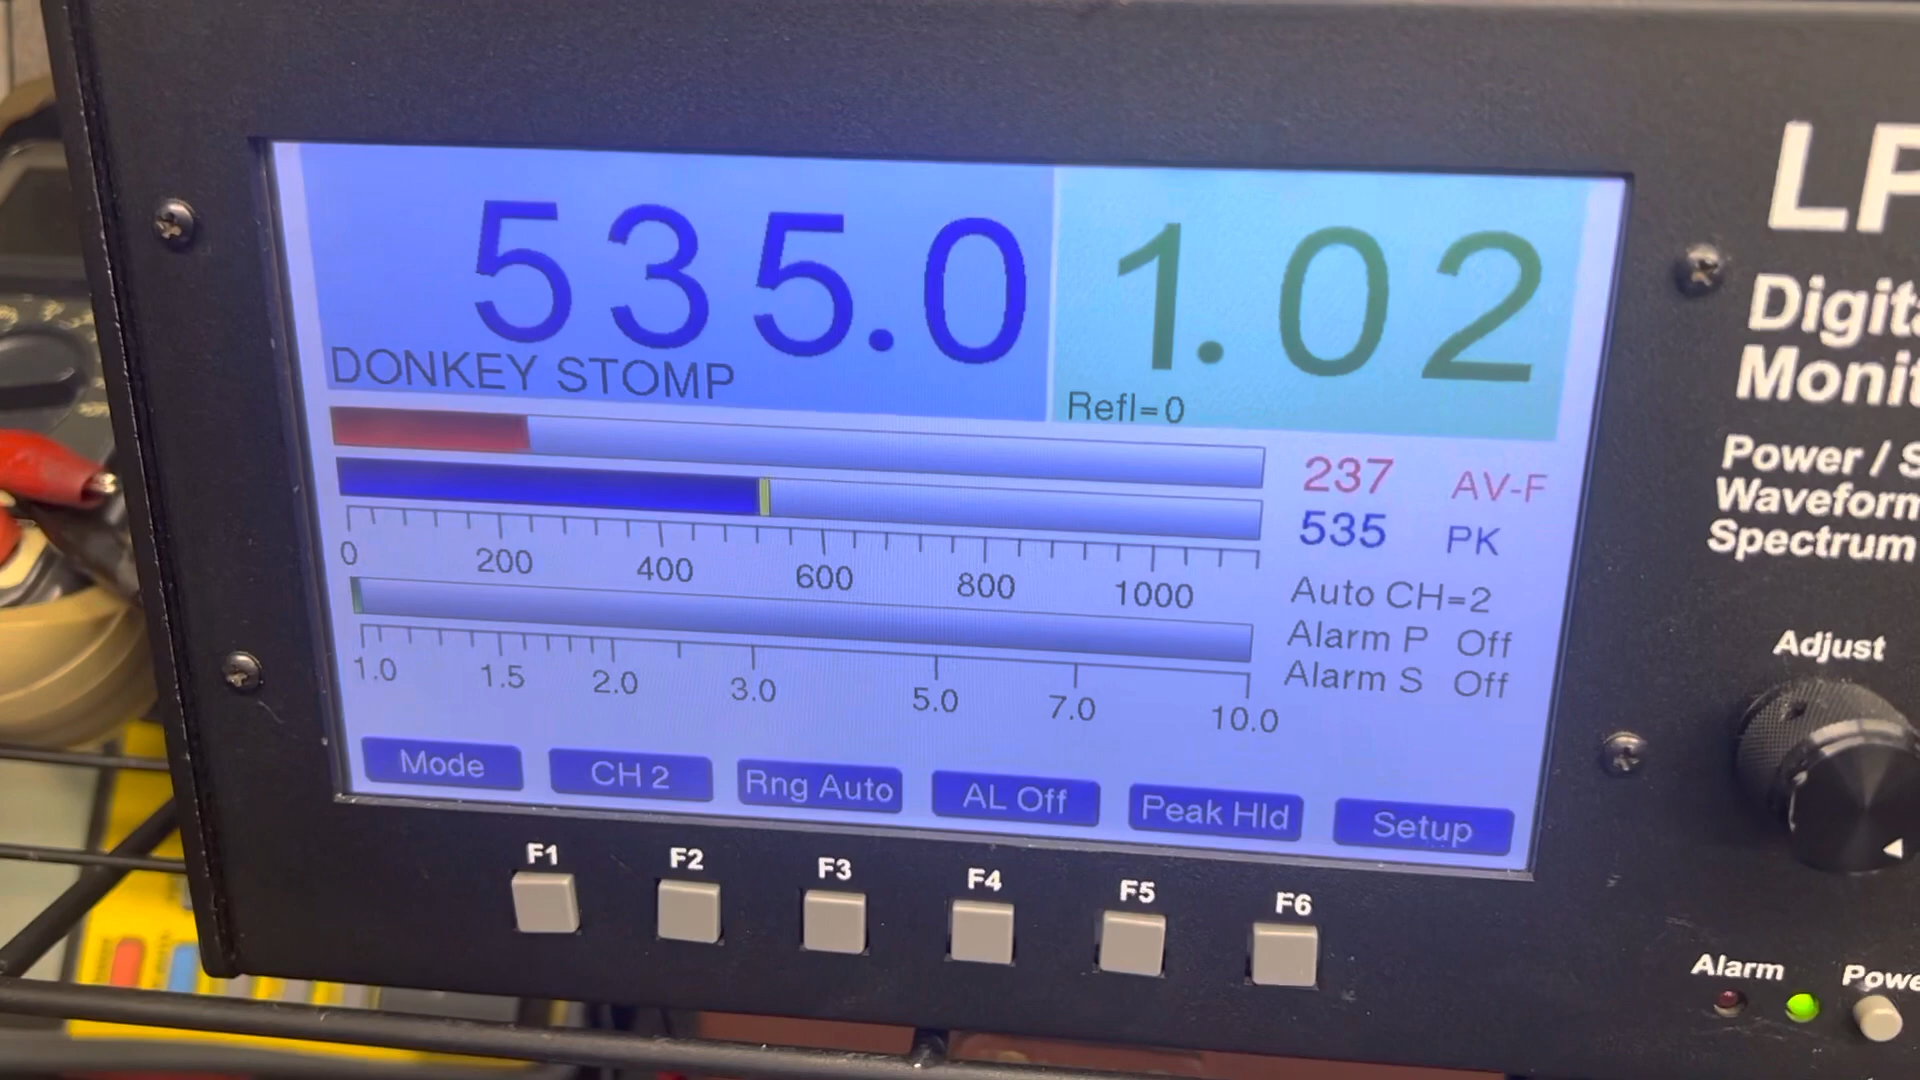 535.0
1.02
DONKEY STOMP
Refl=0
237 AV-F
535 PK
0 200 400 600 800 1000
Auto CH=2
Alarm P Off
Alarm S Off
1.0 1.5 2.0 3.0 5.0 7.0 10.0
Mode CH 2 Rng Auto AL Off Peak Hld Setup
F1 F2 F3 F4 F5 F6
LP
Digita
Monit
Power / S
Waveform
Spectrum
Adjust
Alarm
Powe